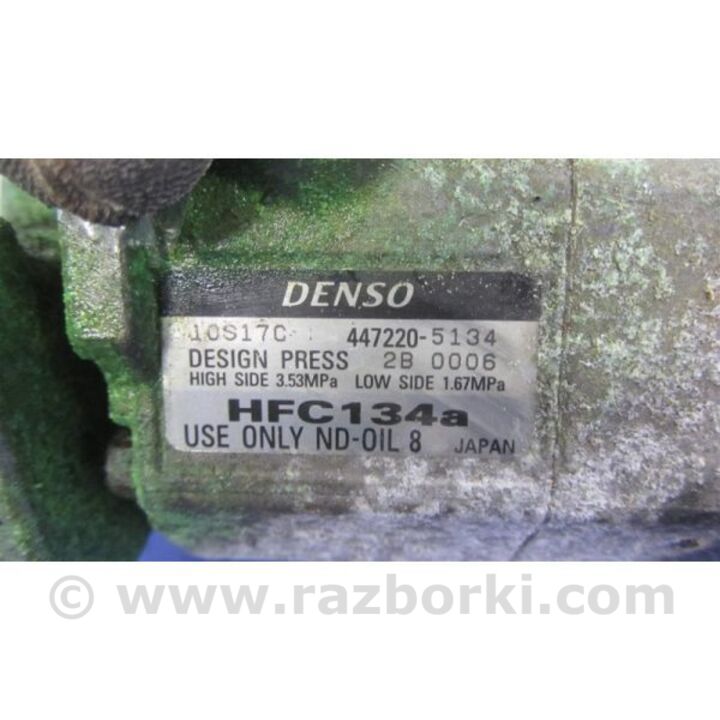 DENSO
10S17C 447220-5134
DESIGN PRESS 2B 0006
HIGH SIDE 3.53MPa LOW SIDE 1.67MPa
HFC134a
USE ONLY ND-OIL 8 JAPAN
© www.razborki.com